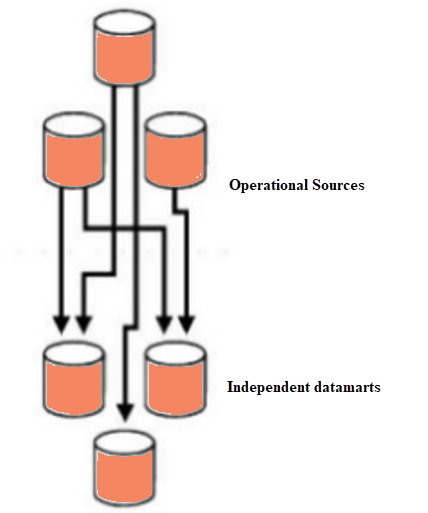 Operational Sources
Independent datamarts